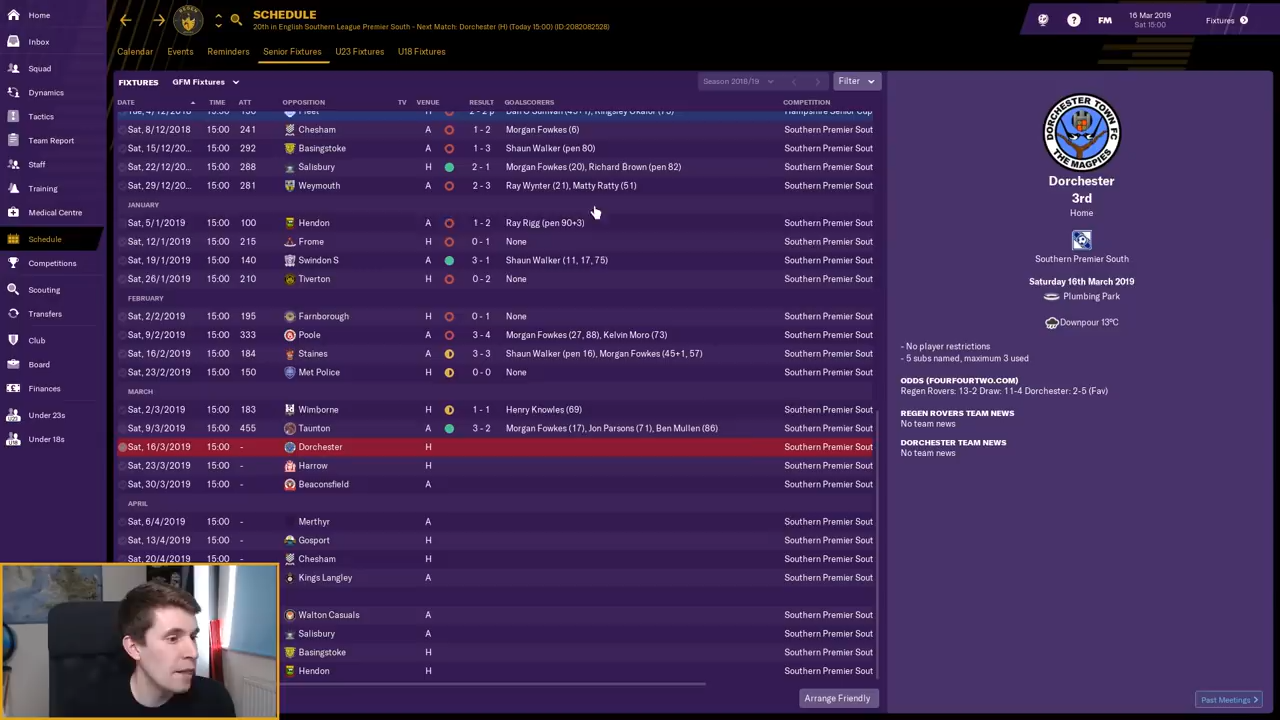 Home
Inbox
Squad
Dynamics
Tactics
Team Report
Staff
Training
Medical Centre
Schedule
Competitions
Scouting
Transfers
Club
Board
Finances
Under 23s
Under 18s
SCHEDULE
20th in English Southern League Premier South - Next Match: Dorchester (H) (Today 15:00) (ID:2082082528)
? FM 16 Mar 2019
Sat 15:00
Fixtures
Calendar Events Reminders Senior Fixtures U23 Fixtures U18 Fixtures
FIXTURES GFM Fixtures Season 2018/19 Filter
DATE TIME ATT OPPOSITION TV VENUE RESULT GOALSCORERS COMPETITION
Sat, 8/12/2018 15:00 241 Chesham A 1 - 2 Morgan Fowkes (6) Southern Premier Sout
Sat, 15/12/20... 15:00 292 Basingstoke A 1 - 3 Shaun Walker (pen 80) Southern Premier Sout
Sat, 22/12/20... 15:00 288 Salisbury H 2 - 1 Morgan Fowkes (20), Richard Brown (pen 82) Southern Premier Sout
Sat, 29/12/20... 15:00 281 Weymouth A 2 - 3 Ray Wynter (21), Matty Ratty (51) Southern Premier Sout
JANUARY
Sat, 5/1/2019 15:00 100 Hendon A 1 - 2 Ray Rigg (pen 90+3) Southern Premier Sout
Sat, 12/1/2019 15:00 215 Frome H 0 - 1 None Southern Premier Sout
Sat, 19/1/2019 15:00 140 Swindon S A 3 - 1 Shaun Walker (11, 17, 75) Southern Premier Sout
Sat, 26/1/2019 15:00 210 Tiverton H 0 - 2 None Southern Premier Sout
FEBRUARY
Sat, 2/2/2019 15:00 195 Farnborough H 0 - 1 None Southern Premier Sout
Sat, 9/2/2019 15:00 333 Poole A 3 - 4 Morgan Fowkes (27, 88), Kelvin Moro (73) Southern Premier Sout
Sat, 16/2/2019 15:00 184 Staines A 3 - 3 Shaun Walker (pen 16), Morgan Fowkes (45+1, 57) Southern Premier Sout
Sat, 23/2/2019 15:00 150 Met Police H 0 - 0 None Southern Premier Sout
MARCH
Sat, 2/3/2019 15:00 183 Wimborne H 1 - 1 Henry Knowles (69) Southern Premier Sout
Sat, 9/3/2019 15:00 455 Taunton A 3 - 2 Morgan Fowkes (17), Jon Parsons (71), Ben Mullen (86) Southern Premier Sout
Sat, 16/3/2019 15:00 - Dorchester H Southern Premier Sout
Sat, 23/3/2019 15:00 - Harrow H Southern Premier Sout
Sat, 30/3/2019 15:00 - Beaconsfield A Southern Premier Sout
APRIL
Sat, 6/4/2019 15:00 - Merthyr A Southern Premier Sout
Sat, 13/4/2019 15:00 - Gosport H Southern Premier Sout
Sat, 20/4/2019 15:00 - Chesham H Southern Premier Sout
Kings Langley A Southern Premier Sout
Walton Casuals A Southern Premier Sout
Salisbury A Southern Premier Sout
Basingstoke H Southern Premier Sout
Hendon H Southern Premier Sout
Arrange Friendly
DORCHESTER TOWN FC
THE MAGPIES
Dorchester
3rd
Home
Southern Premier South
Saturday 16th March 2019
Plumbing Park
Downpour 13ºC
- No player restrictions
- 5 subs named, maximum 3 used
ODDS (FOURFOURTWO.COM)
Regen Rovers: 13-2 Draw: 11-4 Dorchester: 2-5 (Fav)
REGEN ROVERS TEAM NEWS
No team news
DORCHESTER TEAM NEWS
No team news
Past Meetings